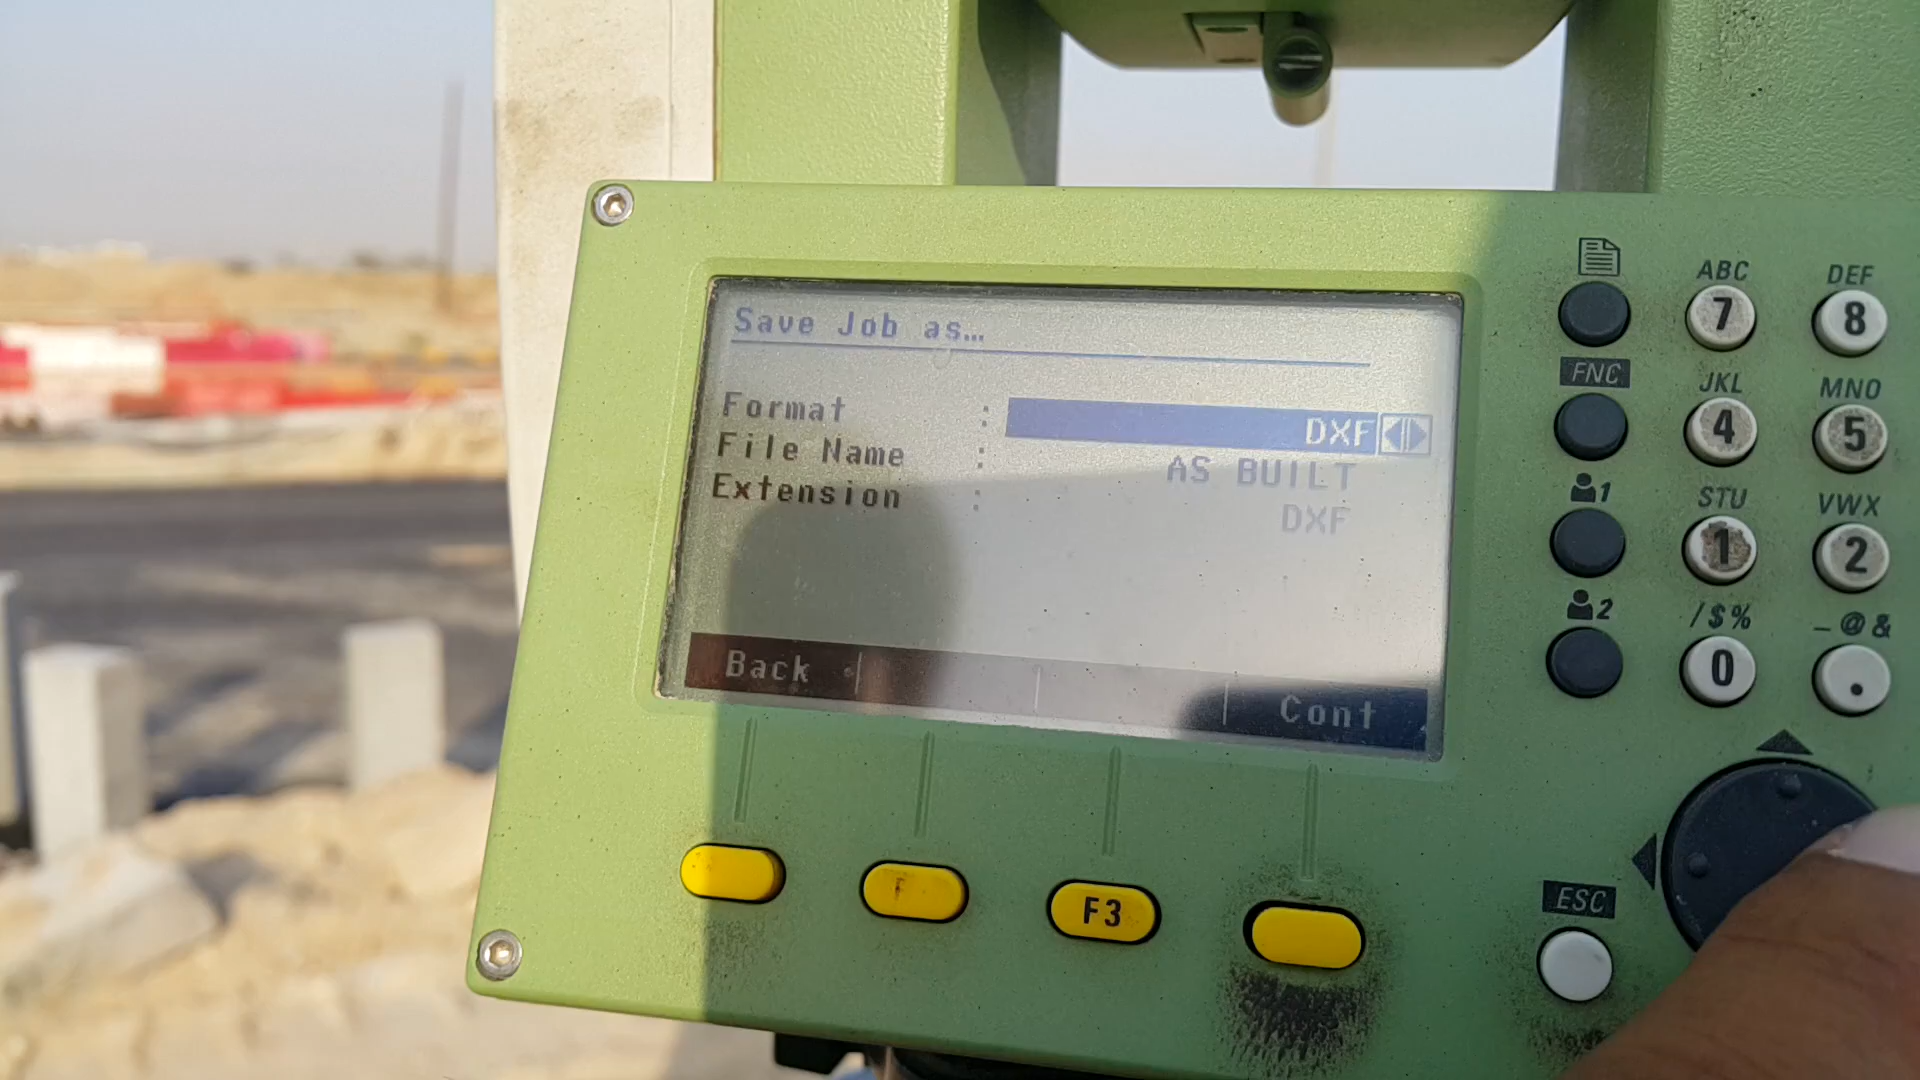 Save Job as…
Format : DXF
File Name : AS BUILT
Extension : DXF
Back Cont
F
F3
FNC
1
2
ABC DEF
7 8
JKL MNO
4 5
STU VWX
1 2
/$% _@&
0 .
ESC